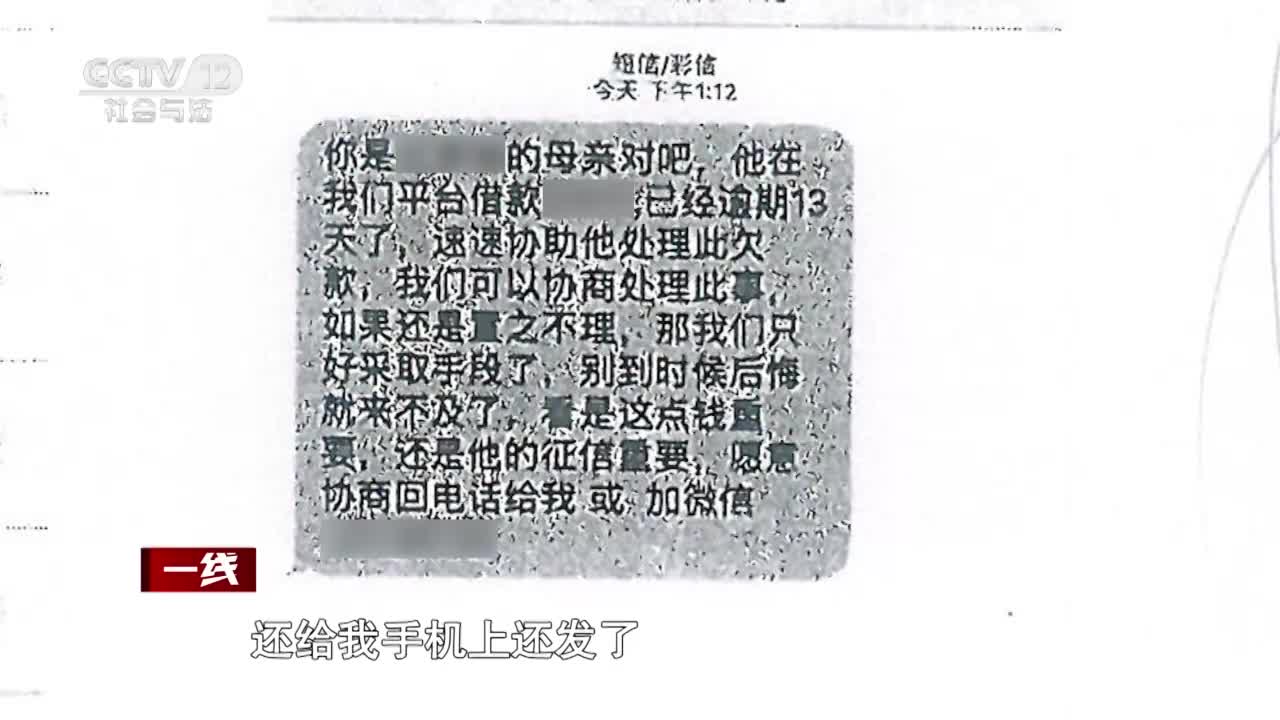 CCTV 12
社会与法
短信/彩信
今天 下午1:12
你是 的母亲对吧，他在
我们平台借款 ,已经逾期13
天了，速速协助他处理此欠
款，我们可以协商处理此事，
如果还是置之不理，那我们只
好采取手段了，别到时候后悔
就来不及了，看是这点钱重
要，还是他的征信重要，愿意
协商回电话给我 或 加微信
一线
还给我手机上还发了